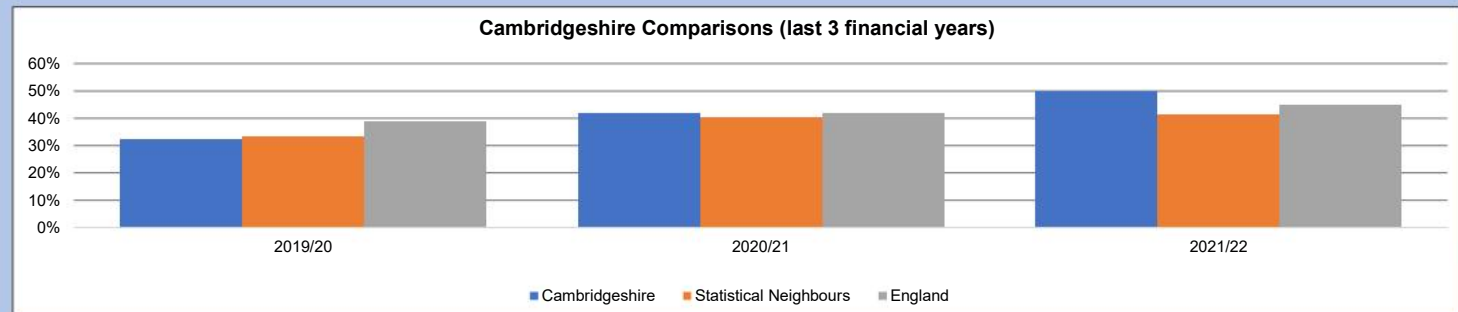 Cambridgeshire Comparisons (last 3 financial years)
60%
50%
40%
30%
20%
10%
0%
2019/20 2020/21 2021/22
Cambridgeshire Statistical Neighbours England